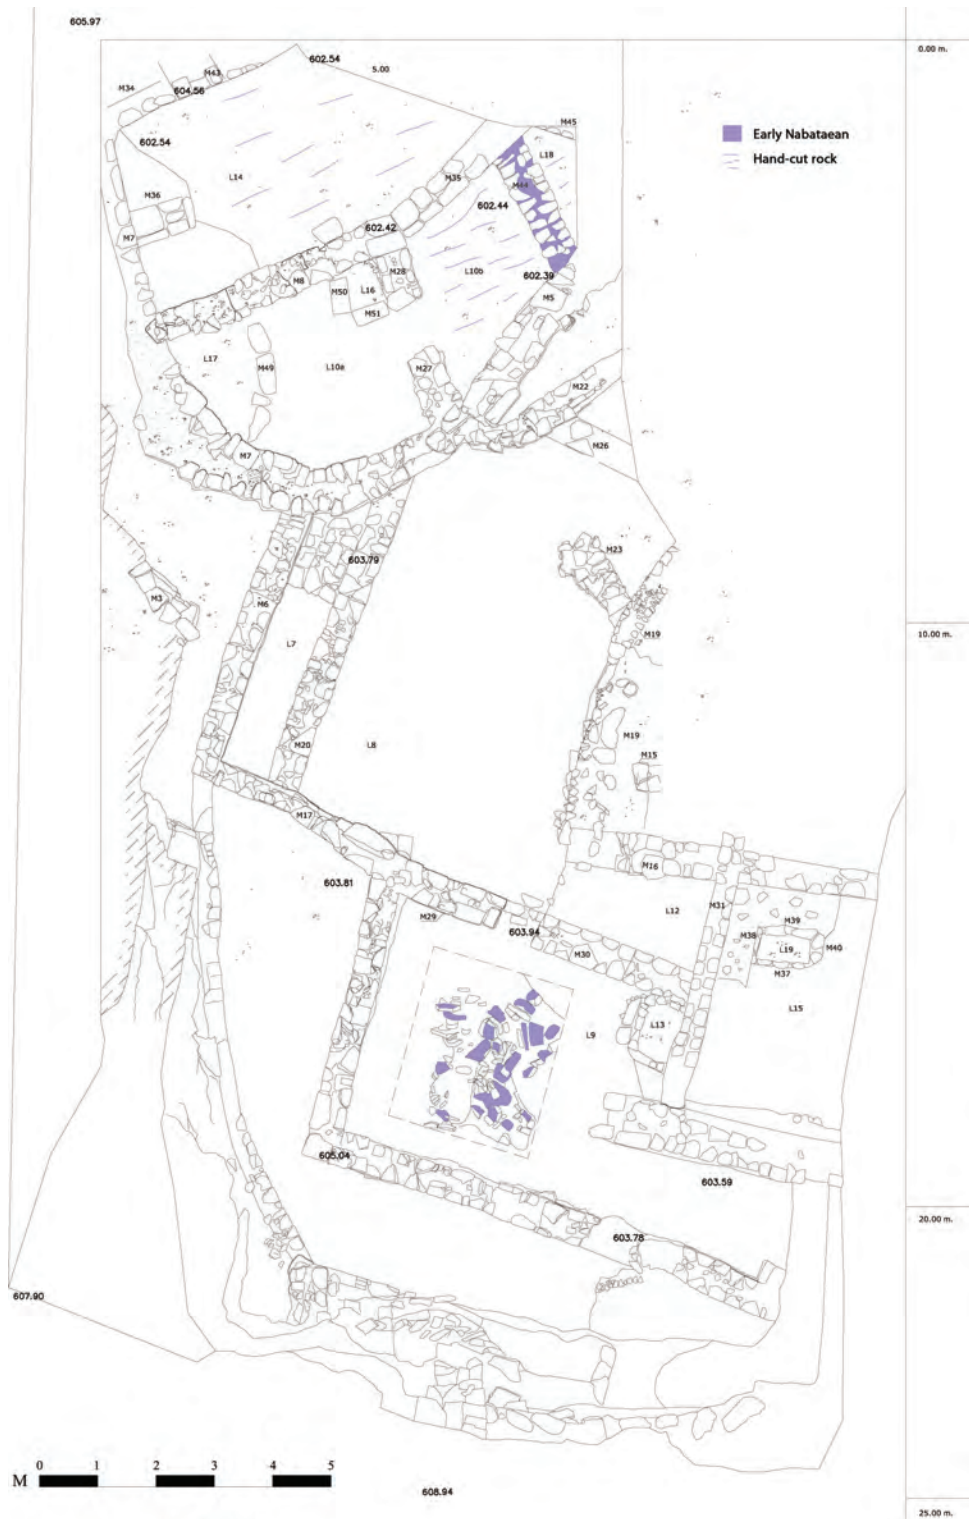 605.97
602.54
0.00 m.
M34
M43
5.00
604.56
M45
Early Nabataean
602.54
L18
Hand-cut rock
L14
M35
M44
M36
602.44
M7
602.42
M8
M28
L10b
602.39
M50
L16
M5
M51
L17
M49
L10a
M27
M22
M7
M26
M23
603.79
M3
M6
10.00 m.
L7
M19
M20
L8
M19
M15
M17
M16
603.81
M31
M29
L12
M39
603.94
M38
M30
L19
M40
M37
L13
L15
L9
605.04
603.59
20.00 m.
603.78
607.90
0 1 2 3 4 5
M
608.94
25.00 m.